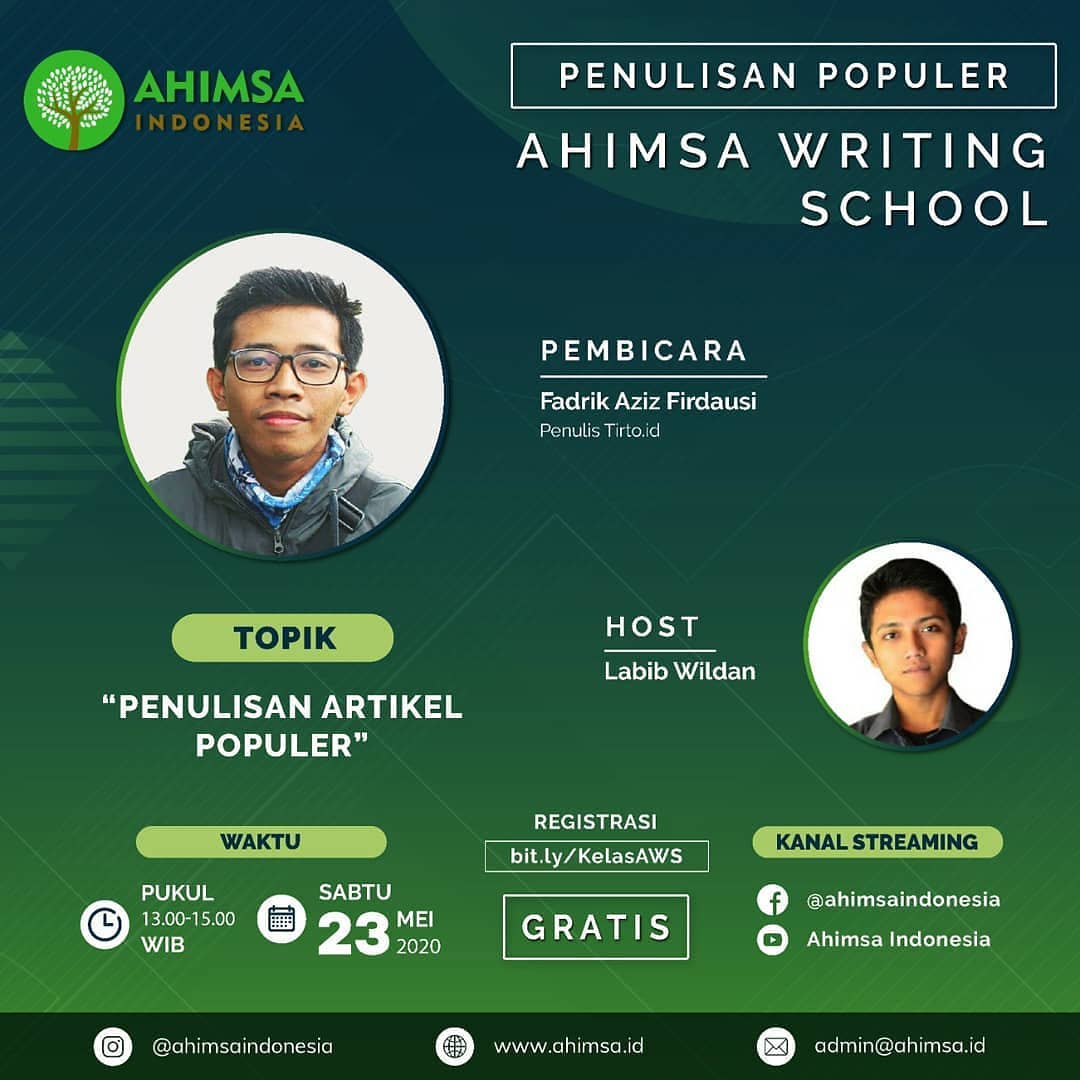 AHIMSA
INDONESIA
PENULISAN POPULER
AHIMSA WRITING
SCHOOL
PEMBICARA
Fadrik Aziz Firdausi
Penulis Tirto.id
HOST
Labib Wildan
TOPIK
“PENULISAN ARTIKEL
POPULER”
WAKTU
PUKUL
13.00-15.00
WIB
SABTU
23 MEI
2020
REGISTRASI
bit.ly/KelasAWS
GRATIS
KANAL STREAMING
@ahimsaindonesia
Ahimsa Indonesia
@ahimsaindonesia
www.ahimsa.id
admin@ahimsa.id